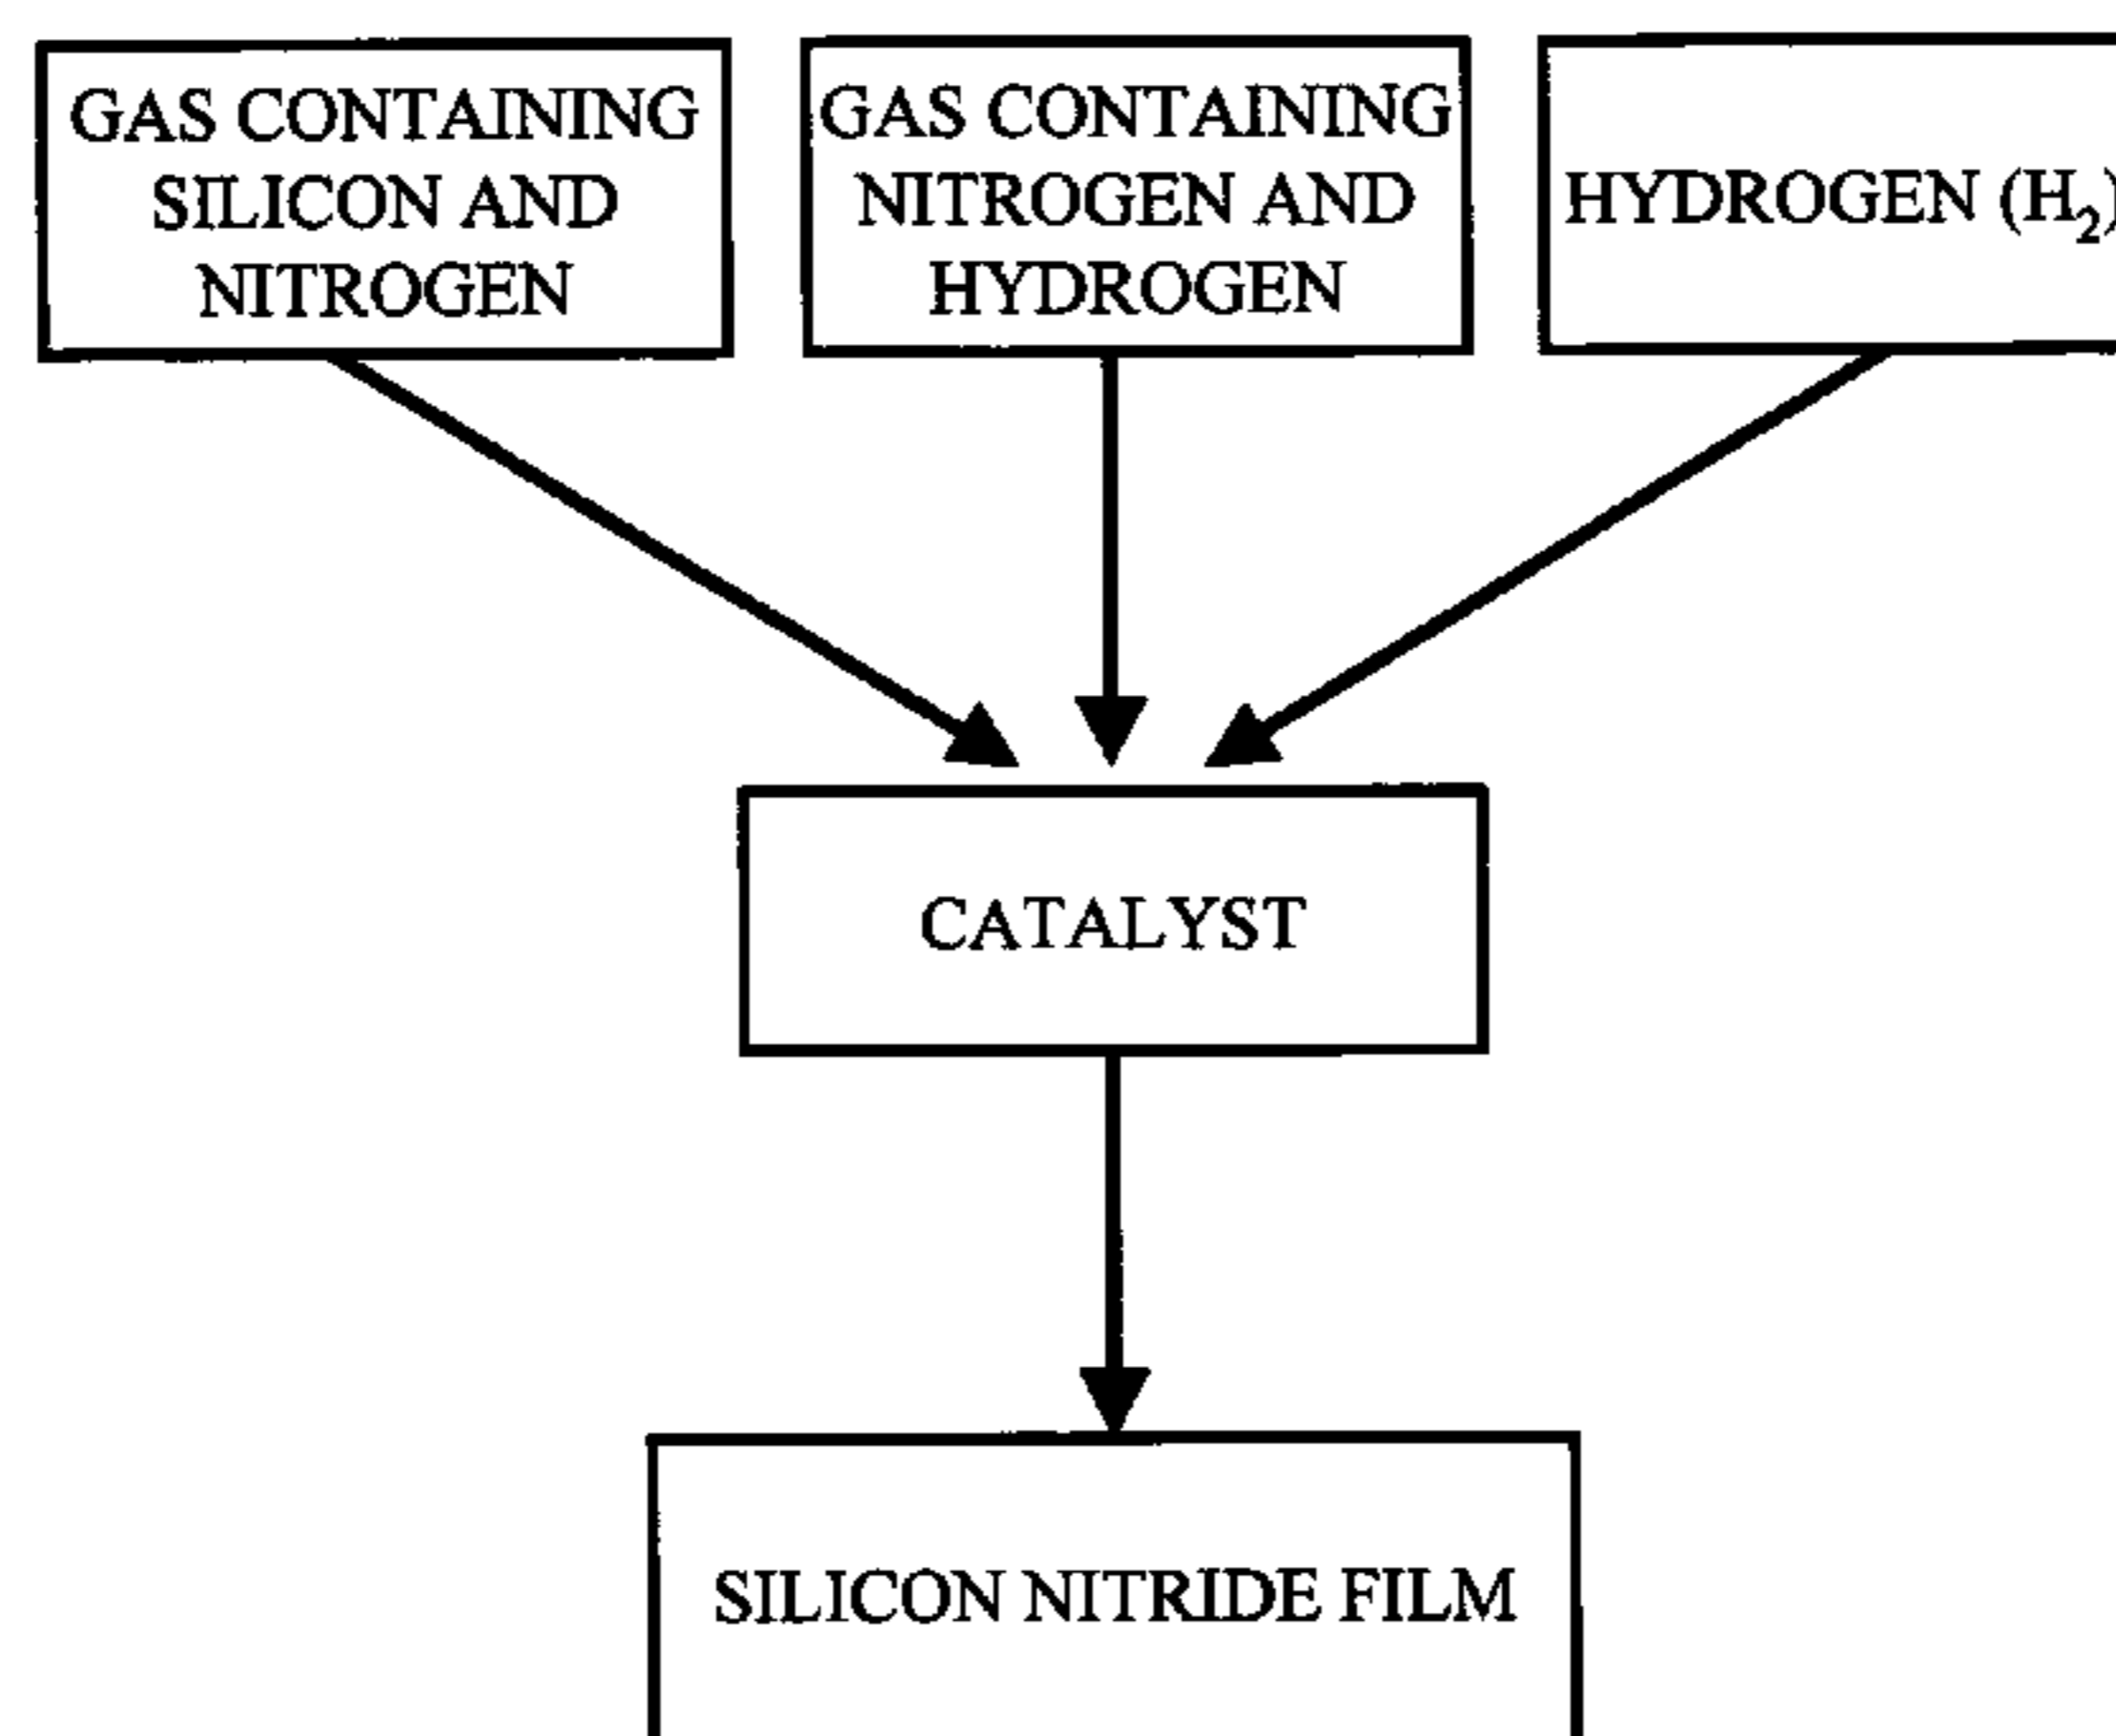 GAS CONTAINING
SILICON AND
NITROGEN
GAS CONTAINING
NITROGEN AND
HYDROGEN
HYDROGEN (H₂)
CATALYST
SILICON NITRIDE FILM